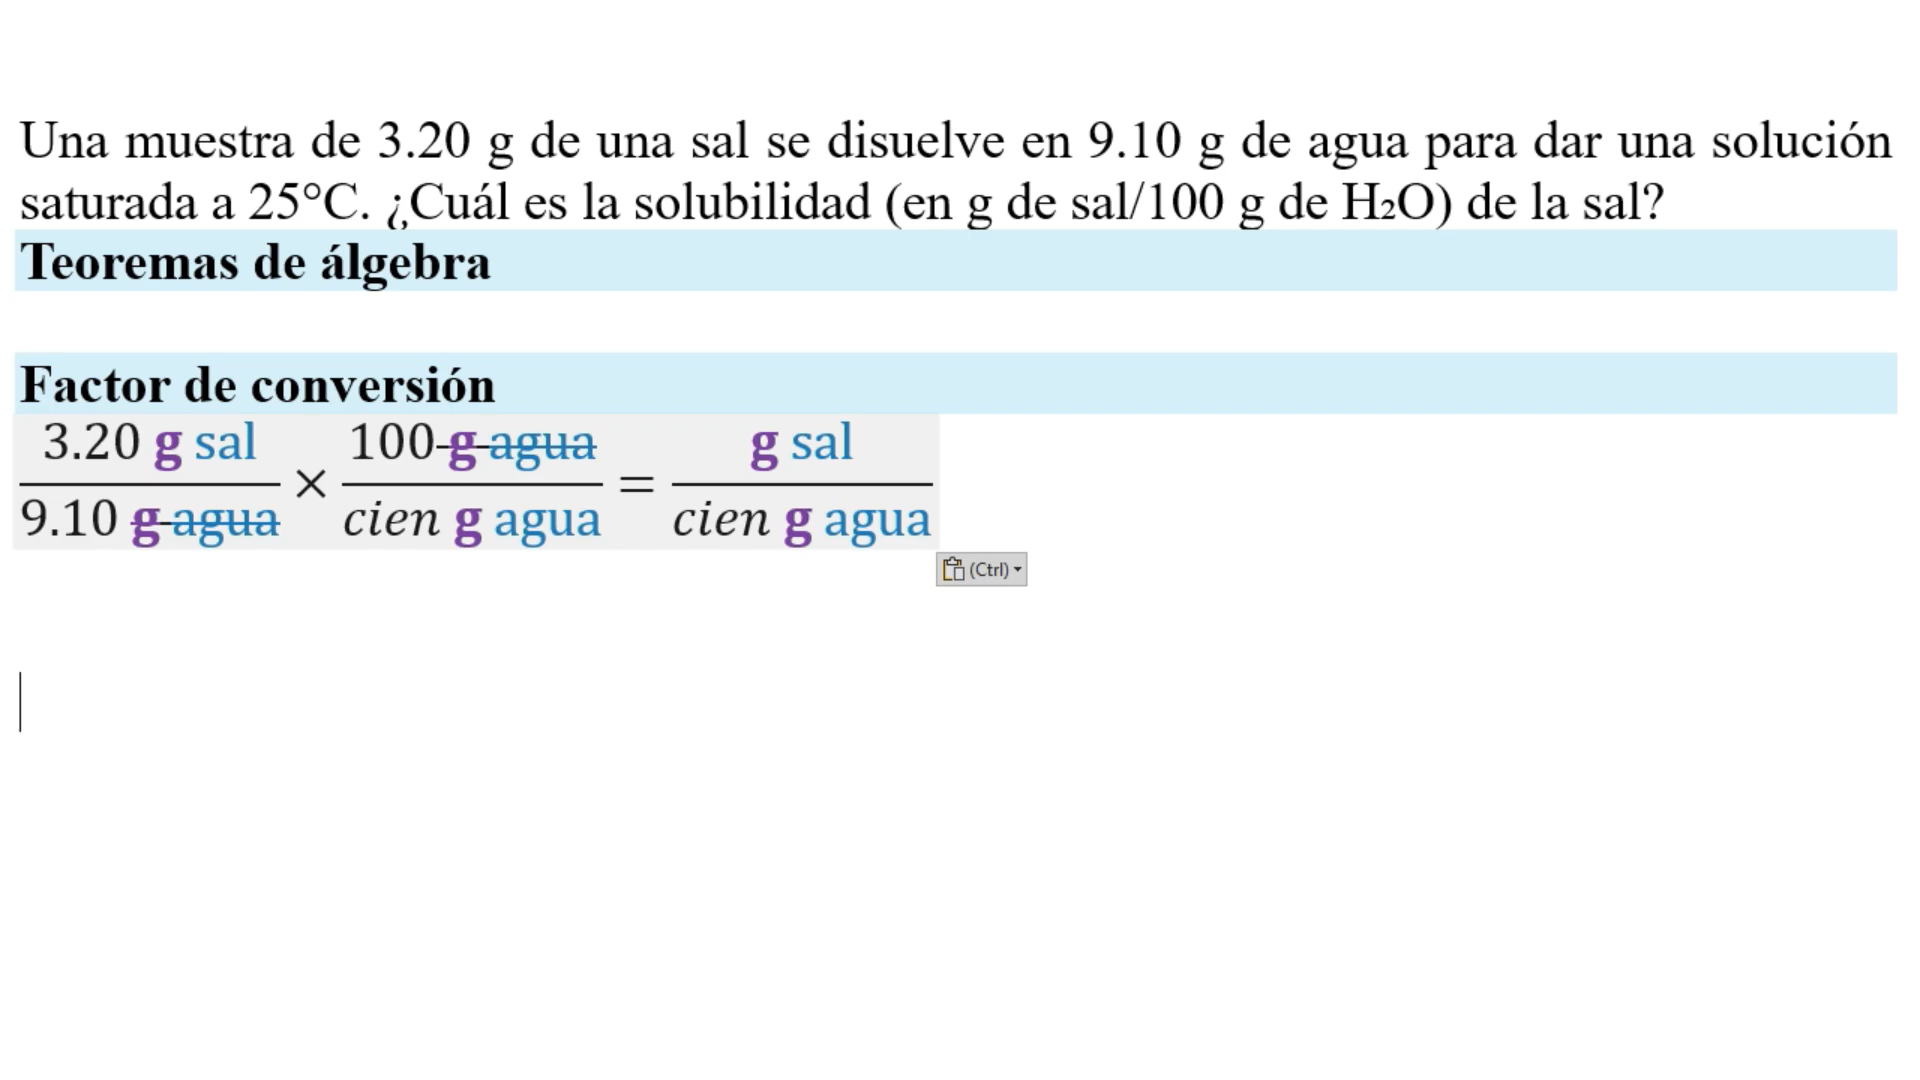 Una muestra de 3.20 g de una sal se disuelve en 9.10 g de agua para dar una solución
saturada a 25°C. ¿Cuál es la solubilidad (en g de sal/100 g de H₂O) de la sal?
Teoremas de álgebra
Factor de conversión
3.20 g sal / 9.10 g agua × 100 g agua / cien g agua = g sal / cien g agua
(Ctrl)